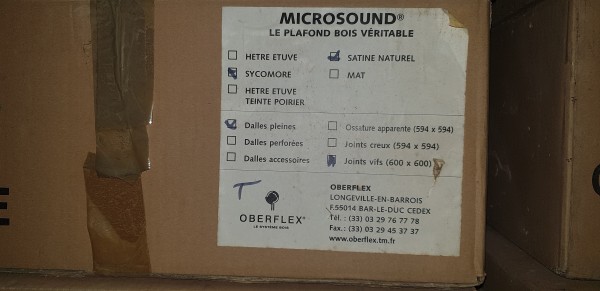 MICROSOUND®
LE PLAFOND BOIS VÉRITABLE
HETRE ETUVE
SATINE NATUREL
SYCOMORE
MAT
HETRE ETUVE
TEINTE POIRIER
Dalles pleines
Ossature apparente (594 x 594)
Dalles perforées
Joints creux (594 x 594)
Dalles accessoires
Joints vifs (600 x 600)
T
OBERFLEX®
LE SYSTÈME BOIS
OBERFLEX
LONGEVILLE-EN-BARROIS
F.55014 BAR-LE-DUC CEDEX
Tél. : (33) 03 29 76 77 78
Fax. : (33) 03 29 45 37 37
www.oberflex.tm.fr